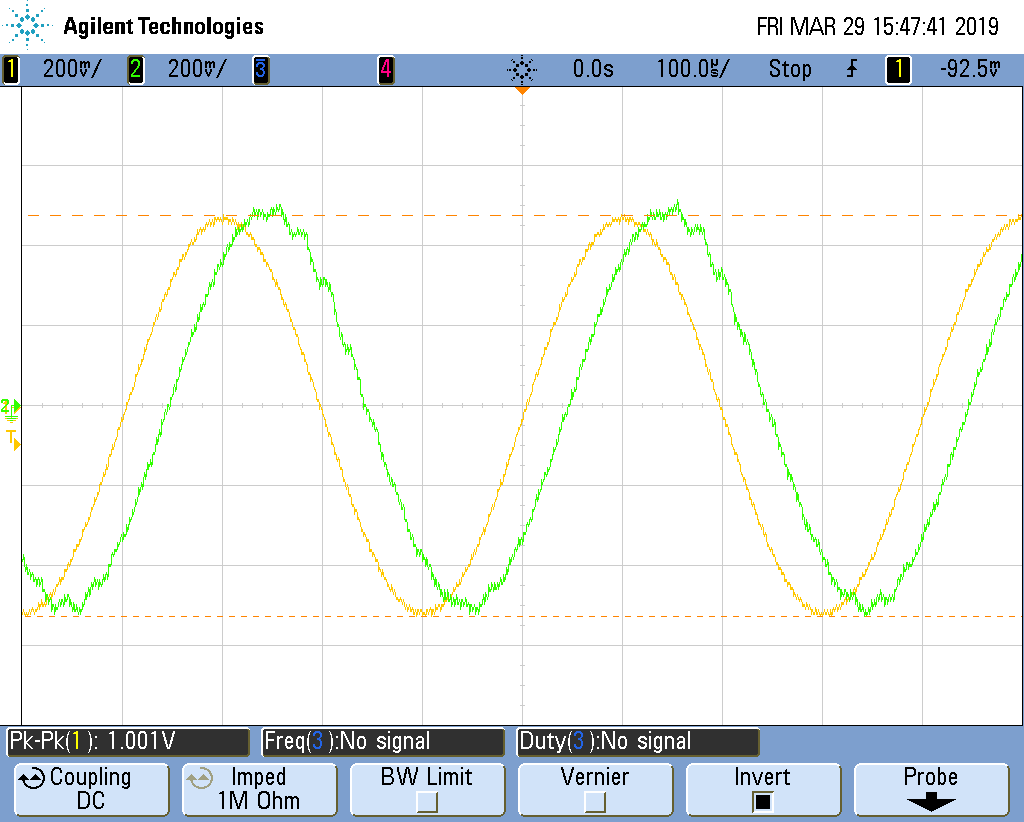 Agilent Technologies FRI MAR 29 15:47:41 2019
1 200mV/ 2 200mV/ 3 4 0.0s 100.0µs/ Stop 1 -92.5mV
2
T
Pk-Pk(1): 1.001V Freq(3):No signal Duty(3):No signal
Coupling Imped BW Limit Vernier Invert Probe
DC 1M Ohm